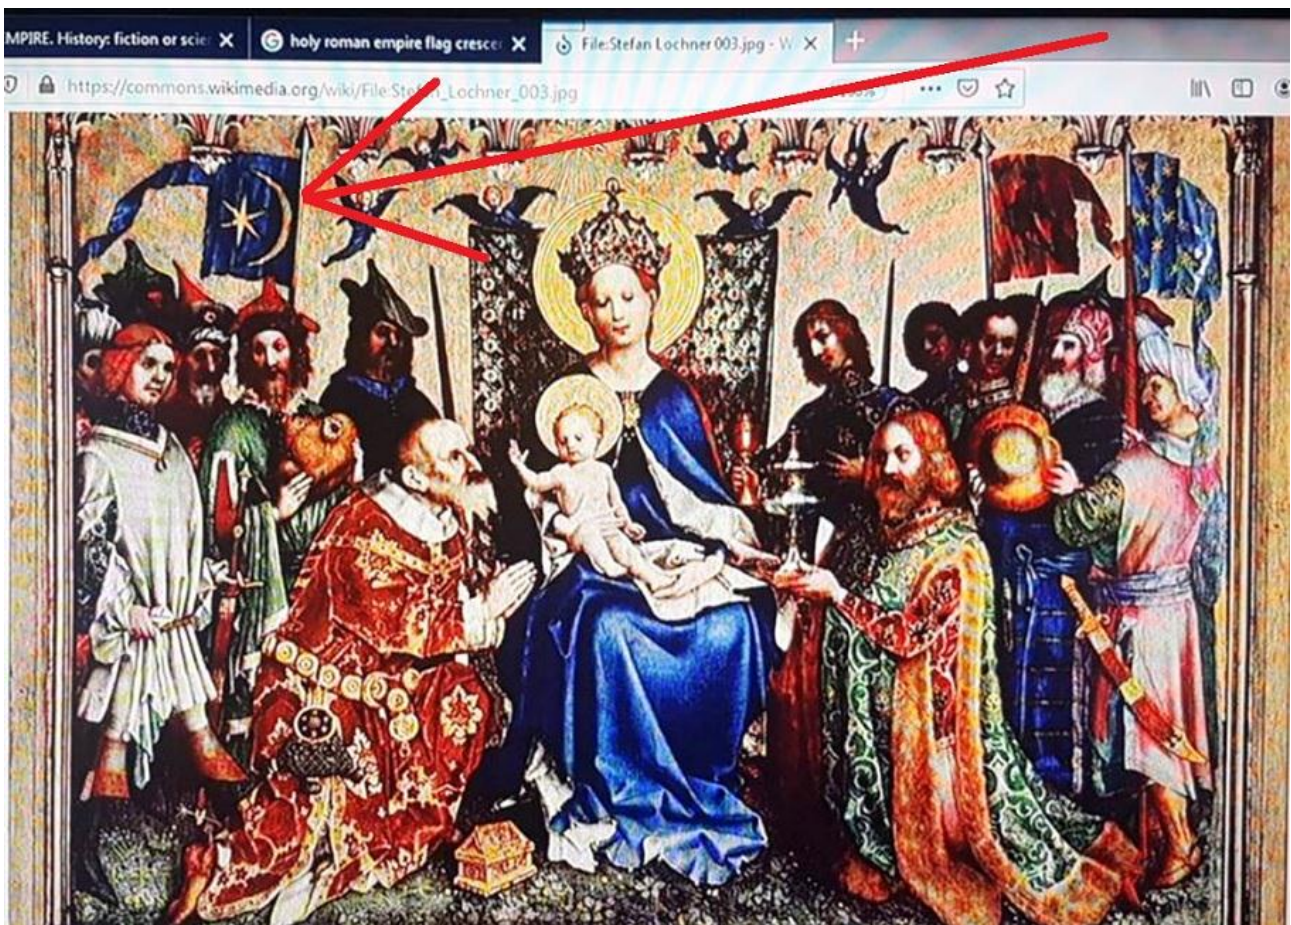 MPIRE. History: fiction or scie
holy roman empire flag cresce
File:Stefan Lochner 003.jpg - W
https://commons.wikimedia.org/wiki/File:Stefan_Lochner_003.jpg